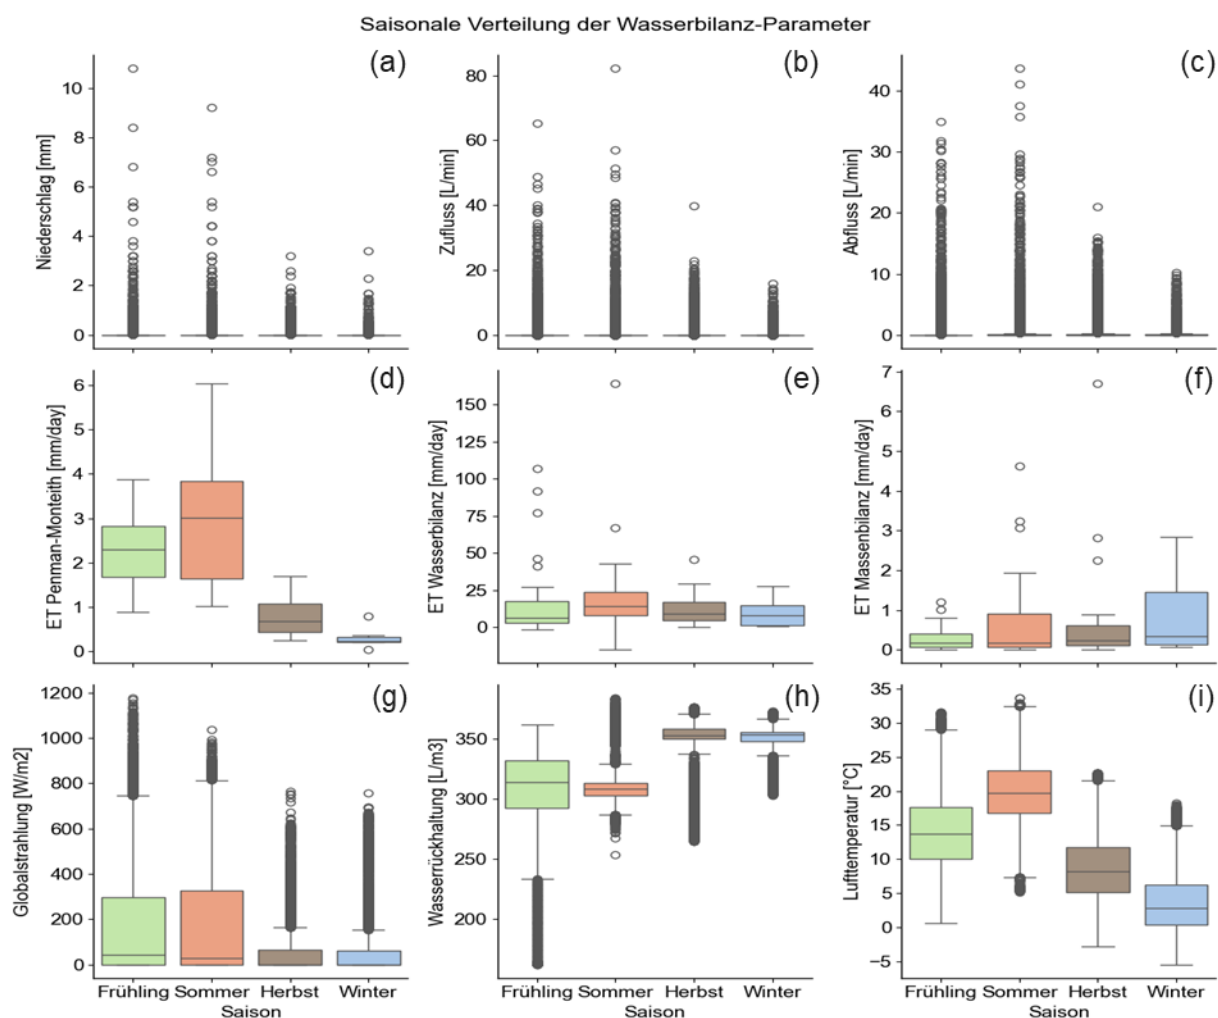 Saisonale Verteilung der Wasserbilanz-Parameter
(a)
Niederschlag [mm]
10
8
6
4
2
0
(b)
Zufluss [L/min]
80
60
40
20
0
(c)
Abfluss [L/min]
40
30
20
10
0
(d)
ET Penman-Monteith [mm/day]
6
5
4
3
2
1
0
(e)
ET Wasserbilanz [mm/day]
150
125
100
75
50
25
0
(f)
ET Massenbilanz [mm/day]
7
6
5
4
3
2
1
0
(g)
Globalstrahlung [W/m2]
1200
1000
800
600
400
200
0
Frühling Sommer Herbst Winter
Saison
(h)
Wasserrückhaltung [L/m3]
350
300
250
200
Frühling Sommer Herbst Winter
Saison
(i)
Lufttemperatur [°C]
35
30
25
20
15
10
5
0
−5
Frühling Sommer Herbst Winter
Saison